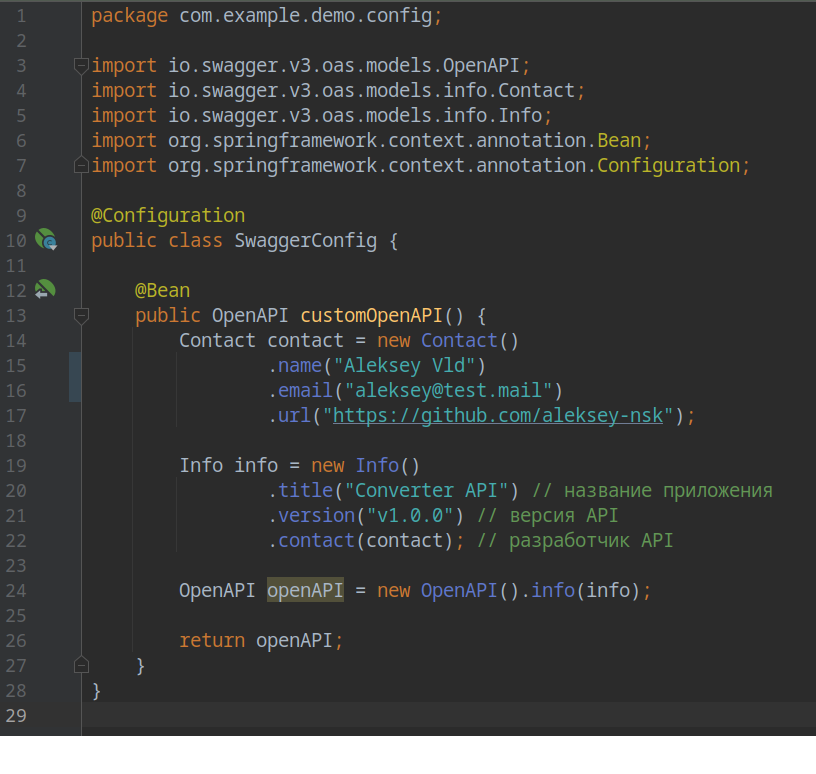 1 package com.example.demo.config;
2
3 import io.swagger.v3.oas.models.OpenAPI;
4 import io.swagger.v3.oas.models.info.Contact;
5 import io.swagger.v3.oas.models.info.Info;
6 import org.springframework.context.annotation.Bean;
7 import org.springframework.context.annotation.Configuration;
8
9 @Configuration
10 public class SwaggerConfig {
11
12     @Bean
13     public OpenAPI customOpenAPI() {
14         Contact contact = new Contact()
15                 .name("Aleksey Vld")
16                 .email("aleksey@test.mail")
17                 .url("https://github.com/aleksey-nsk");
18
19         Info info = new Info()
20                 .title("Converter API") // название приложения
21                 .version("v1.0.0") // версия API
22                 .contact(contact); // разработчик API
23
24         OpenAPI openAPI = new OpenAPI().info(info);
25
26         return openAPI;
27     }
28 }
29